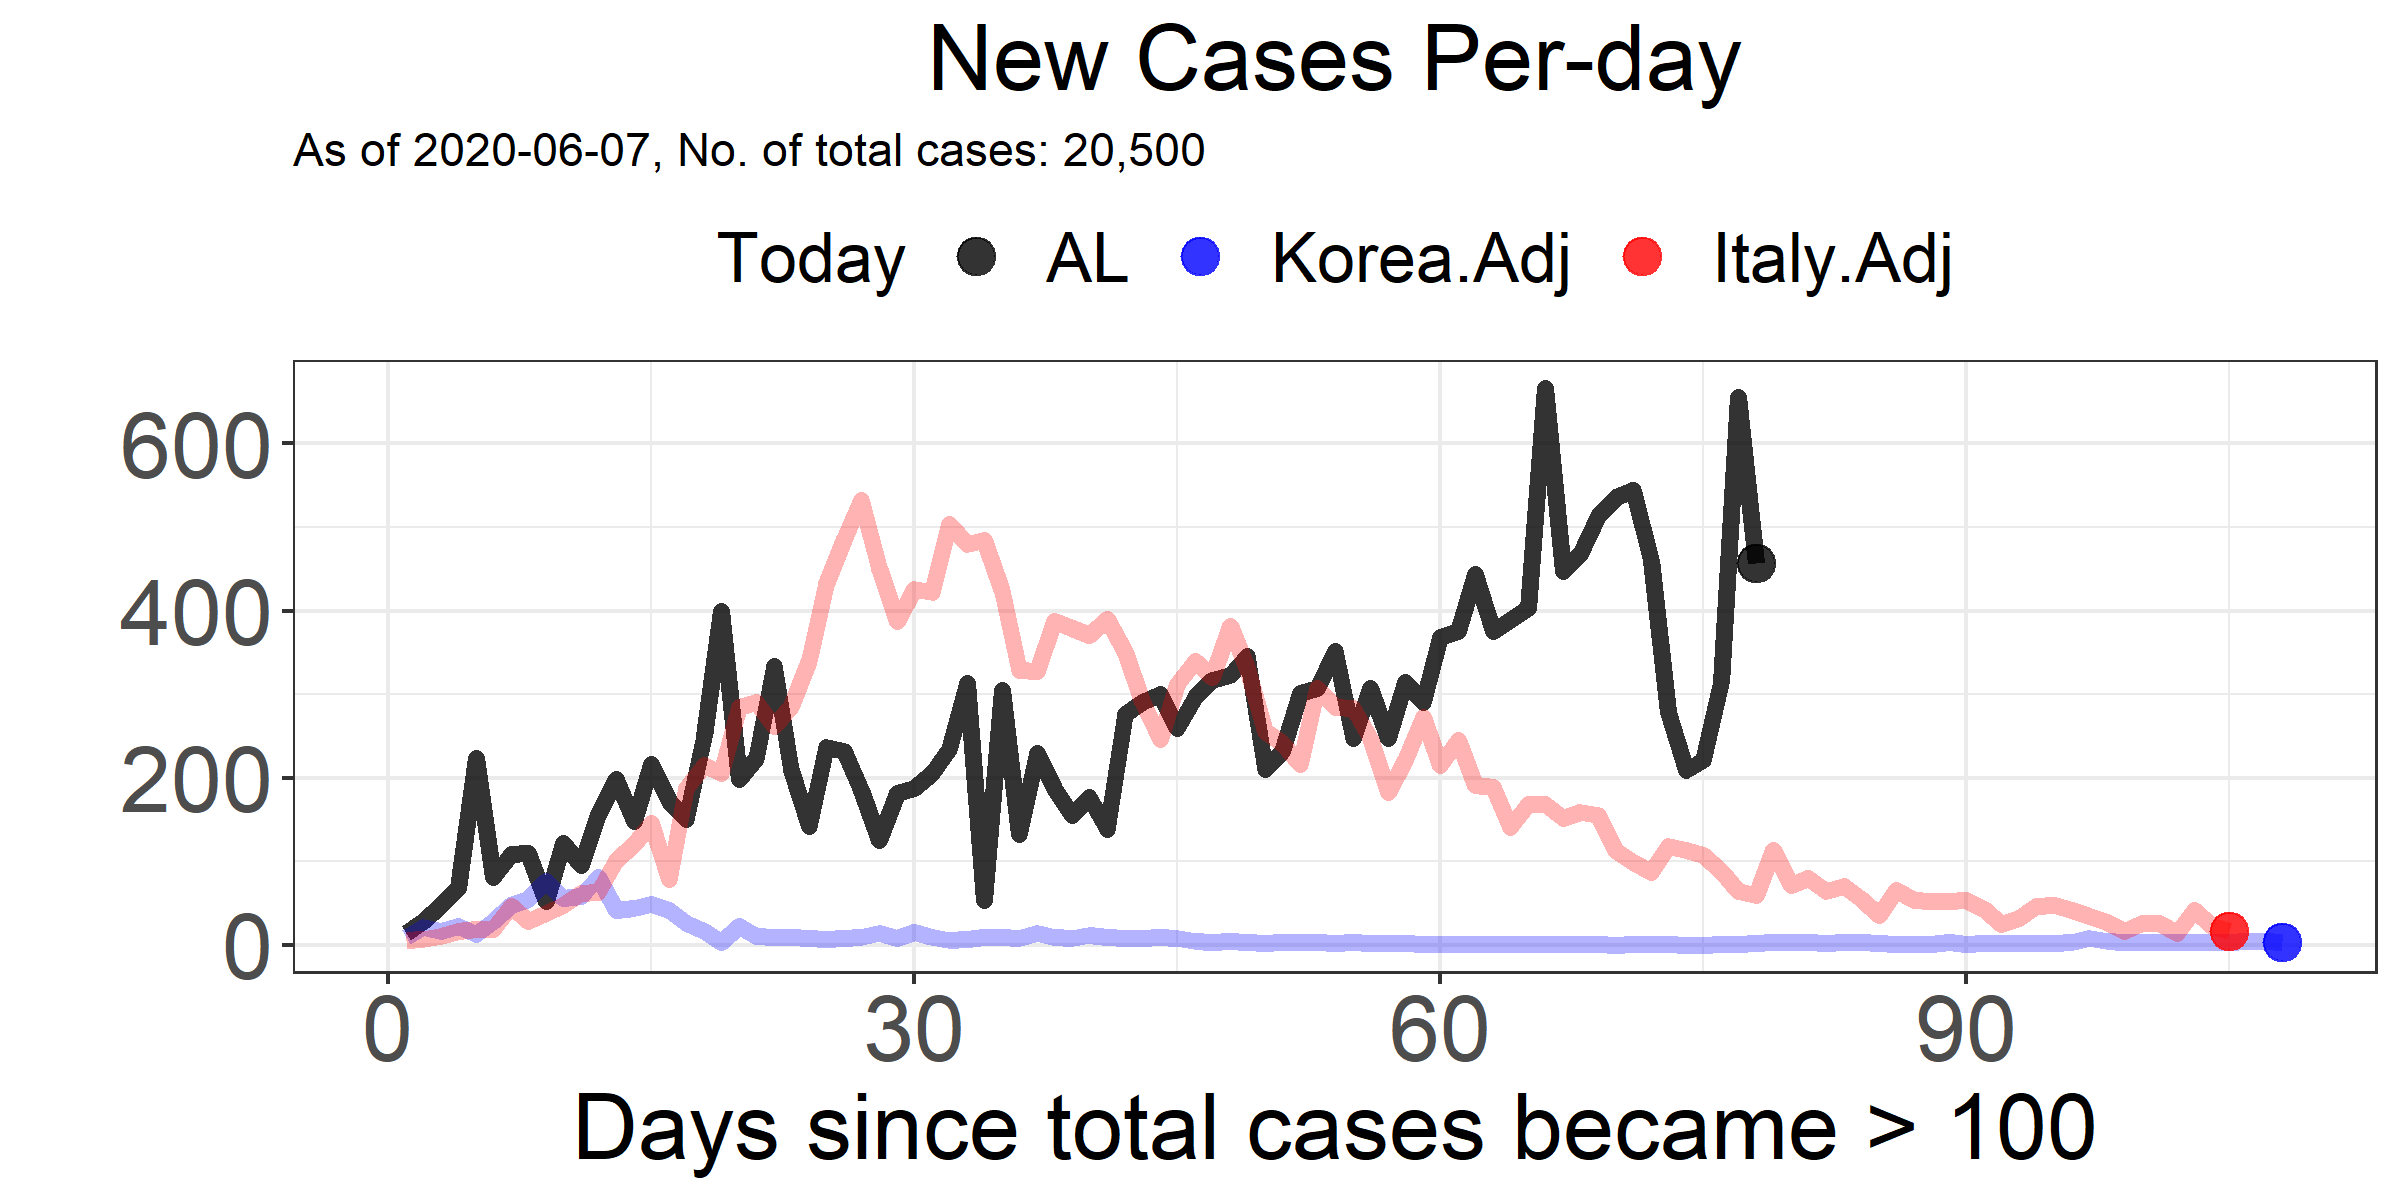 New Cases Per-day
As of 2020-06-07, No. of total cases: 20,500
Today AL Korea.Adj Italy.Adj
600
400
200
0
0 30 60 90
Days since total cases became > 100